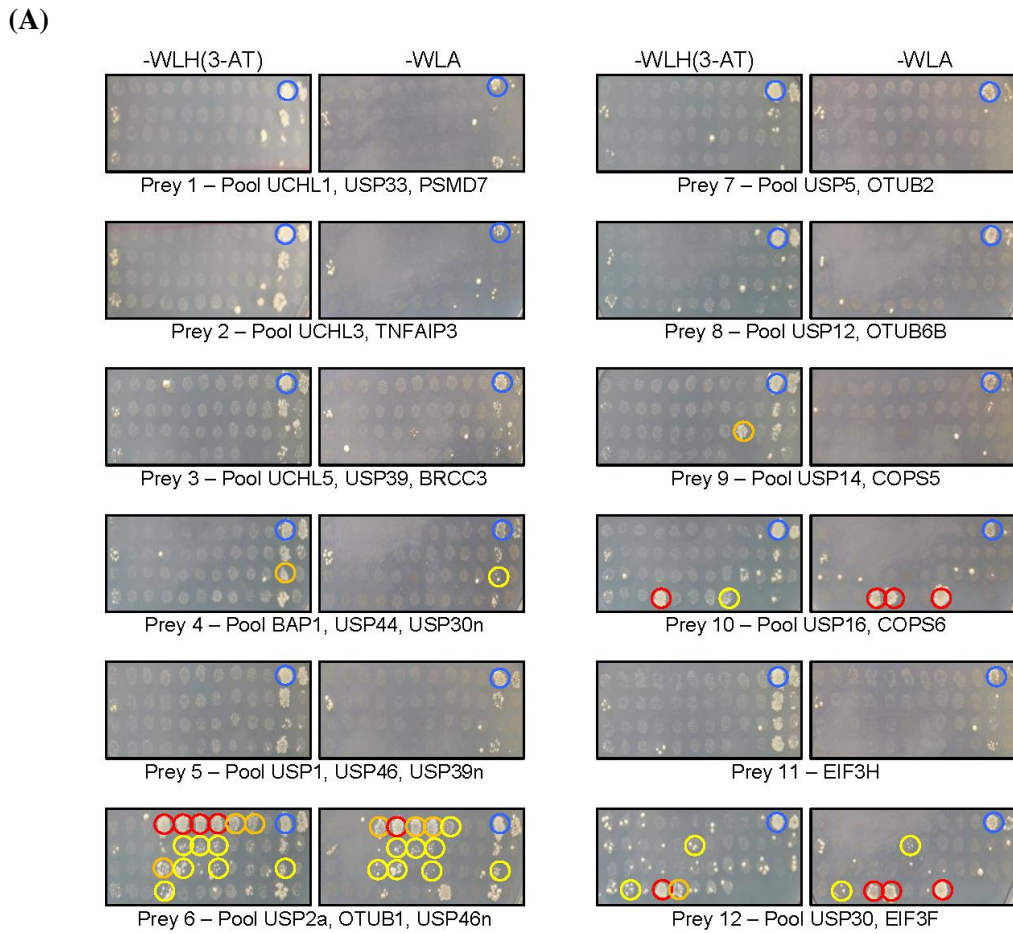 (A)
-WLH(3-AT) -WLA -WLH(3-AT) -WLA
Prey 1 – Pool UCHL1, USP33, PSMD7
Prey 7 – Pool USP5, OTUB2
Prey 2 – Pool UCHL3, TNFAIP3
Prey 8 – Pool USP12, OTUB6B
Prey 3 – Pool UCHL5, USP39, BRCC3
Prey 9 – Pool USP14, COPS5
Prey 4 – Pool BAP1, USP44, USP30n
Prey 10 – Pool USP16, COPS6
Prey 5 – Pool USP1, USP46, USP39n
Prey 11 – EIF3H
Prey 6 – Pool USP2a, OTUB1, USP46n
Prey 12 – Pool USP30, EIF3F